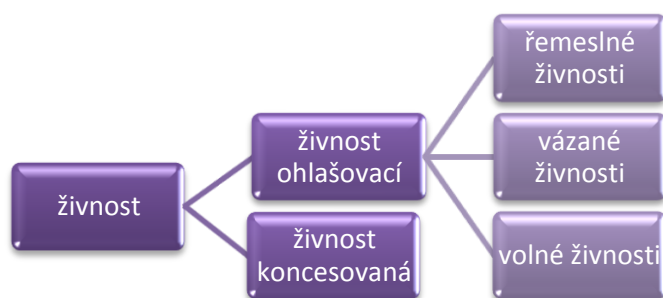 živnost
živnost
ohlašovací
živnost
koncesovaná
řemeslné
živnosti
vázané
živnosti
volné živnosti